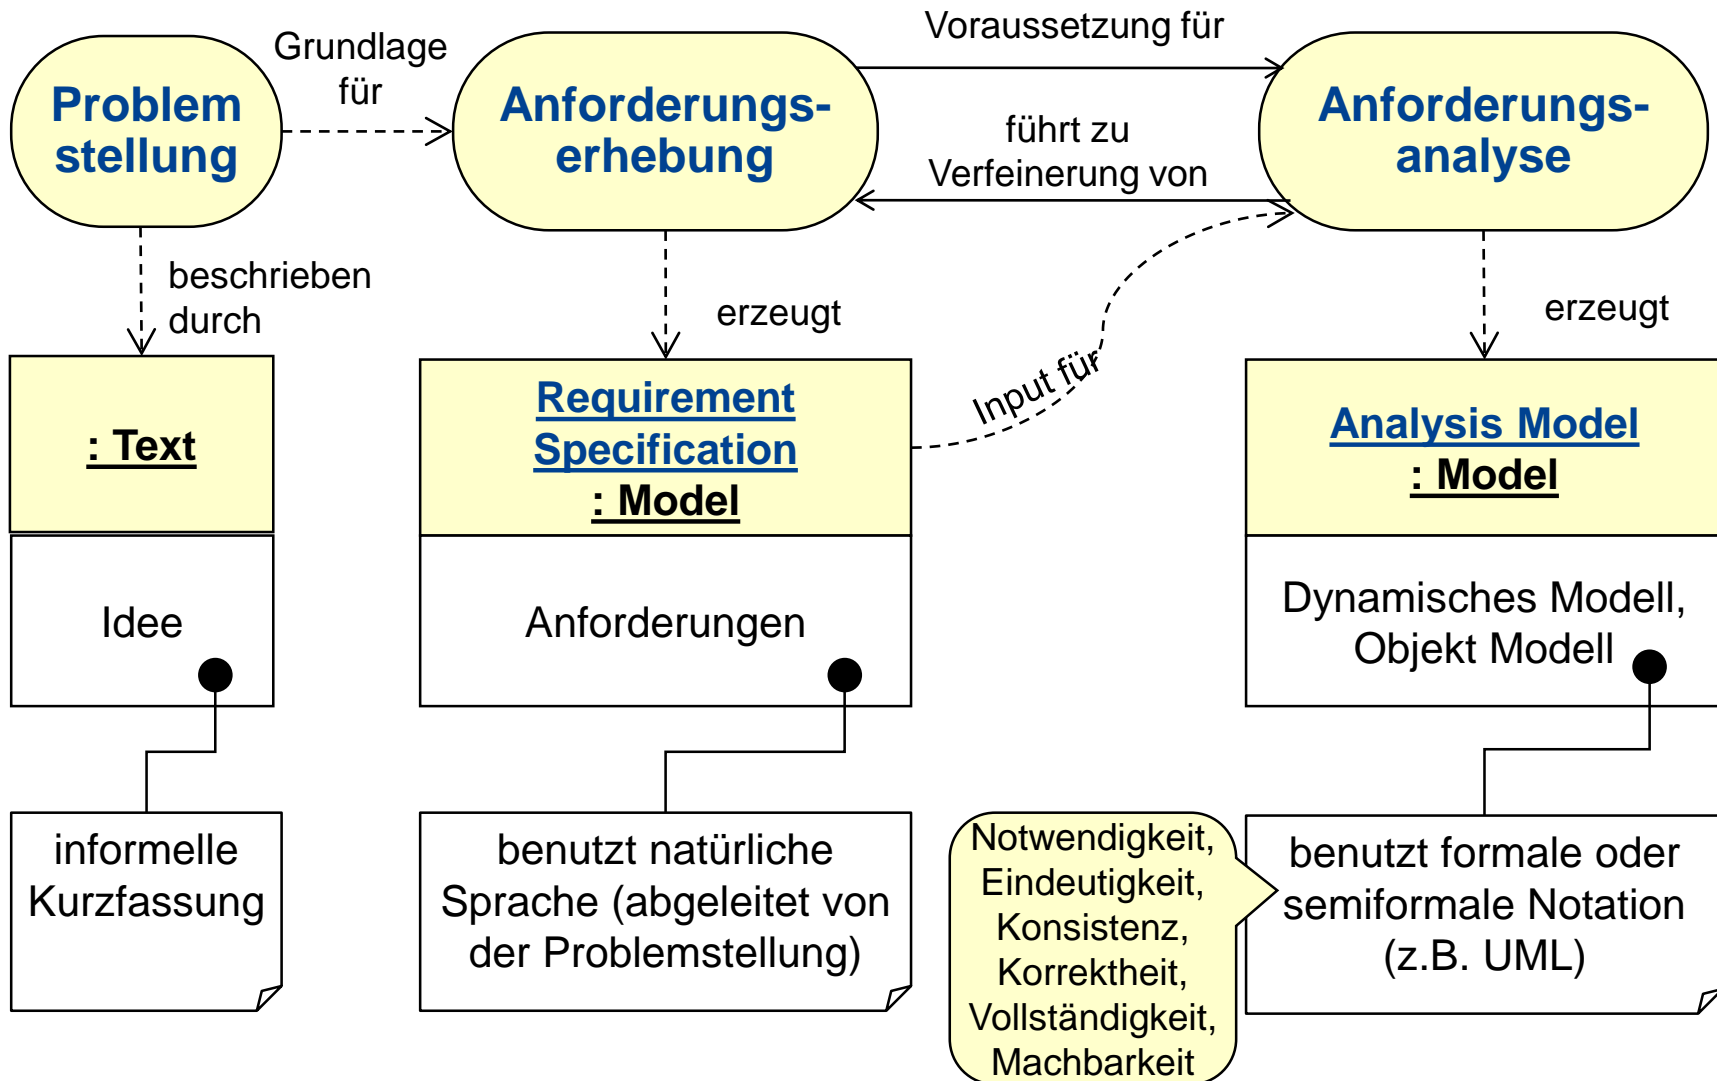 Problem
stellung
Grundlage
für
Anforderungs-
erhebung
Voraussetzung für
führt zu
Verfeinerung von
Anforderungs-
analyse
beschrieben
durch
erzeugt
Input für
erzeugt
: Text
Idee
informelle
Kurzfassung
Requirement
Specification
: Model
Anforderungen
benutzt natürliche
Sprache (abgeleitet von
der Problemstellung)
Analysis Model
: Model
Dynamisches Modell,
Objekt Modell
Notwendigkeit,
Eindeutigkeit,
Konsistenz,
Korrektheit,
Vollständigkeit,
Machbarkeit
benutzt formale oder
semiformale Notation
(z.B. UML)